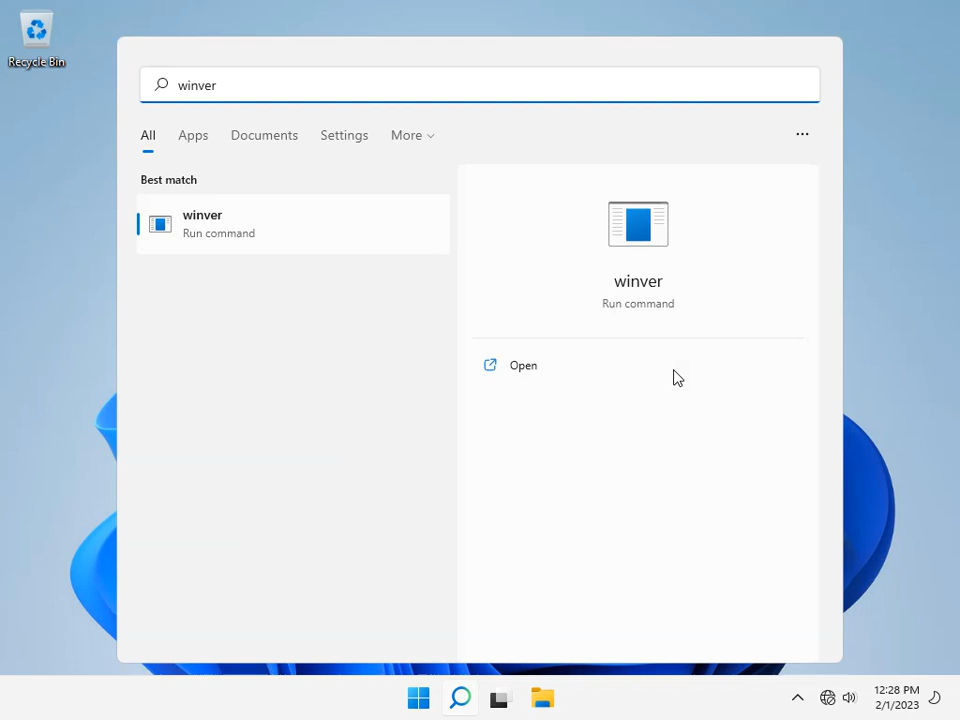 Recycle Bin
winver
All Apps Documents Settings More
Best match
winver
Run command
winver
Run command
Open
12:28 PM
2/1/2023